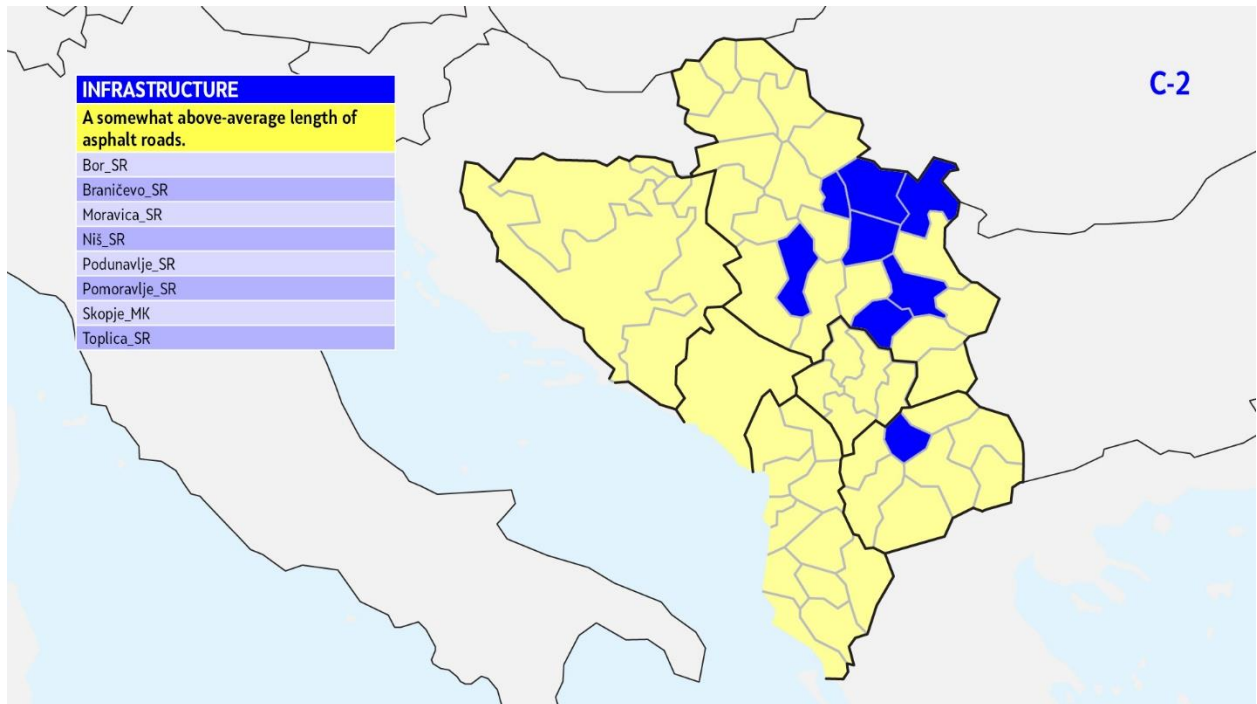 INFRASTRUCTURE
A somewhat above-average length of
asphalt roads.
Bor_SR
Braničevo_SR
Moravica_SR
Niš_SR
Podunavlje_SR
Pomoravlje_SR
Skopje_MK
Toplica_SR
C-2